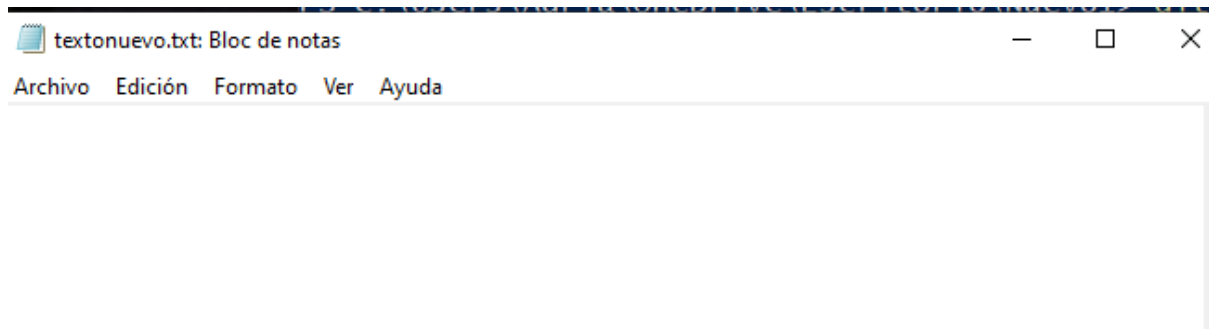 textonuevo.txt: Bloc de notas
Archivo Edición Formato Ver Ayuda